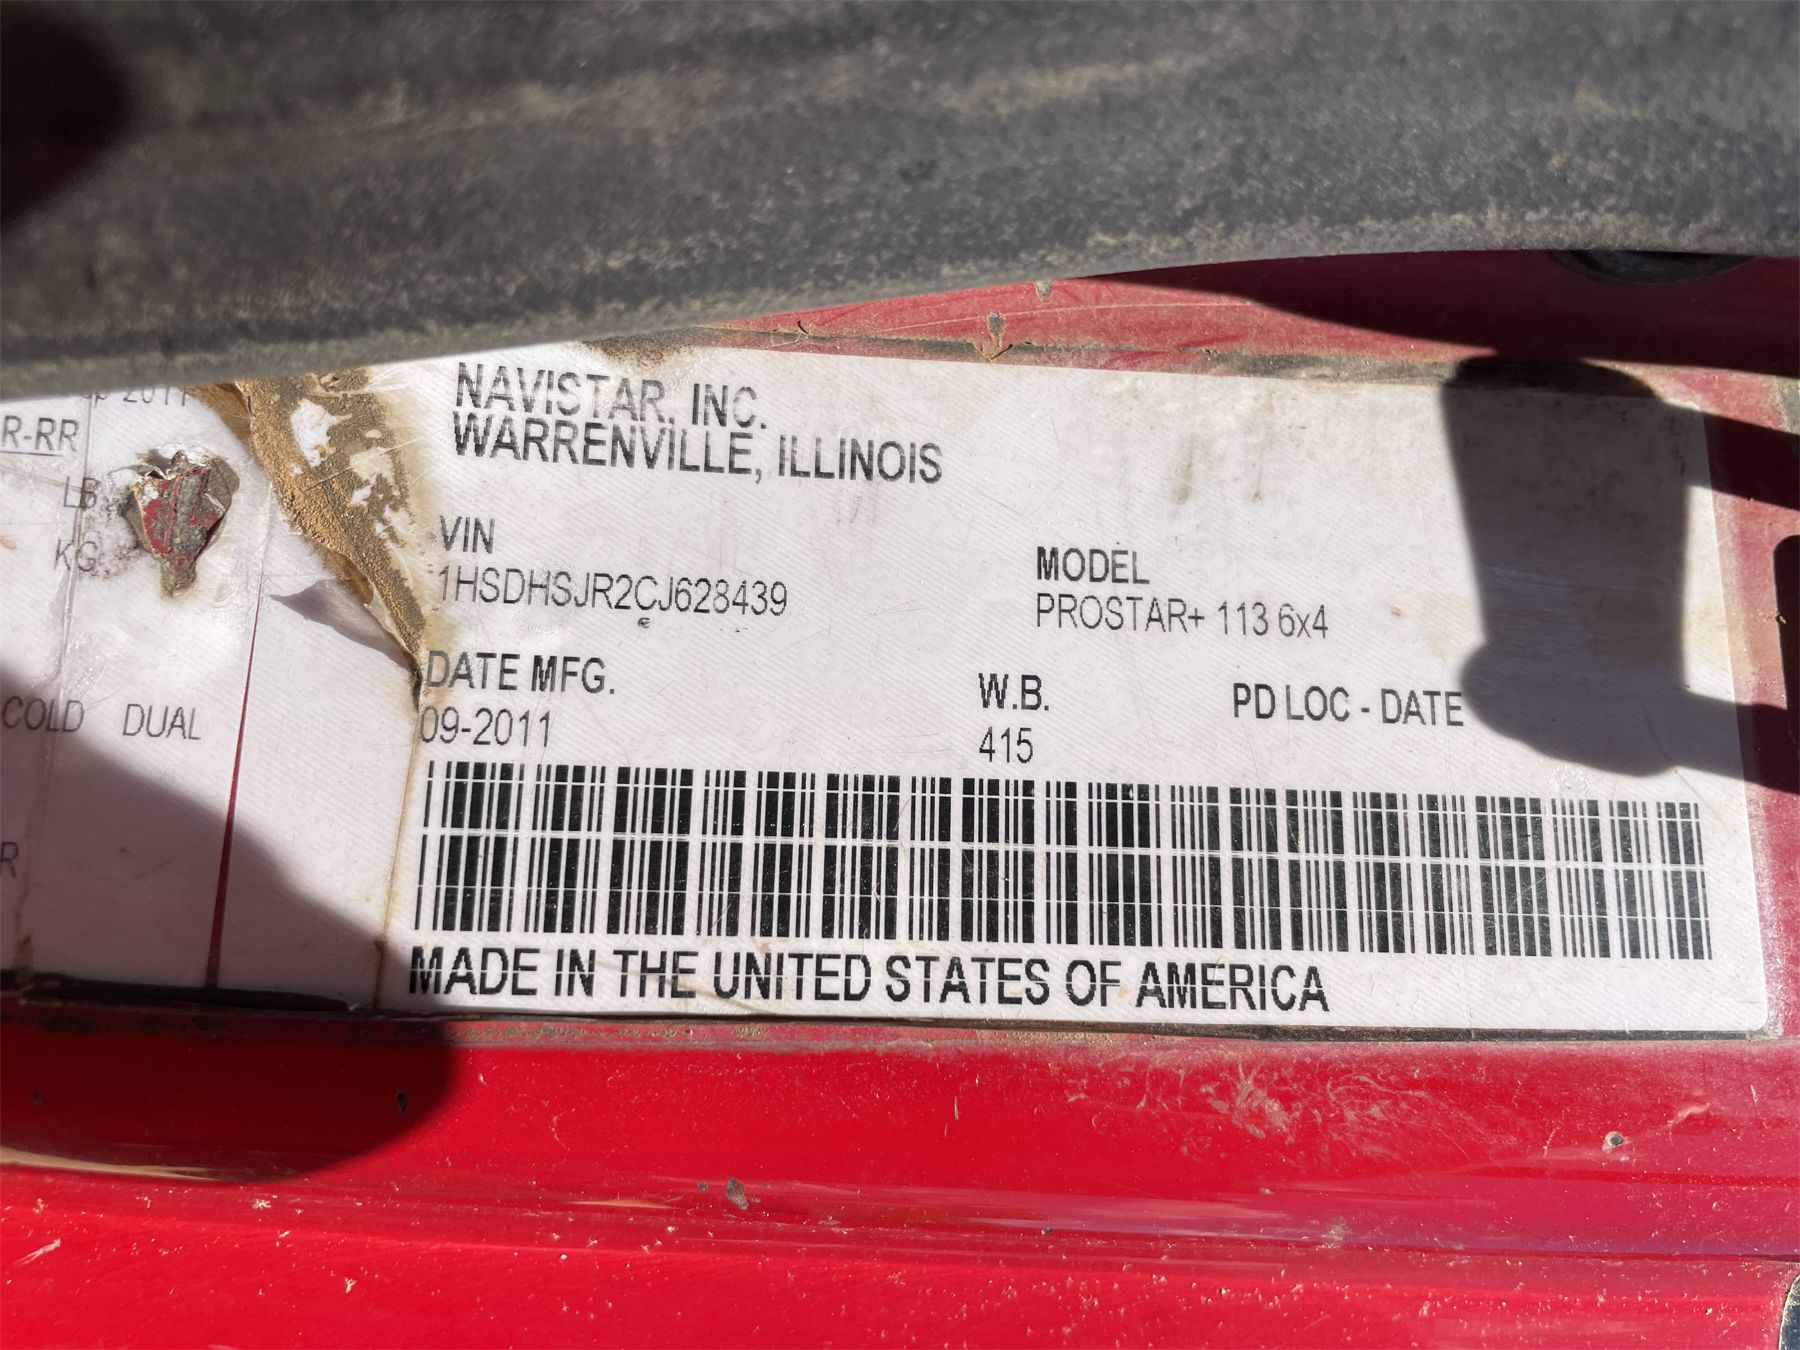 2011
R-RR
LB
KG
COLD DUAL
R
NAVISTAR, INC.
WARRENVILLE, ILLINOIS
VIN
1HSDHSJR2CJ628439
MODEL
PROSTAR+ 113 6x4
DATE MFG.
09-2011
W.B.
415
PD LOC - DATE
MADE IN THE UNITED STATES OF AMERICA